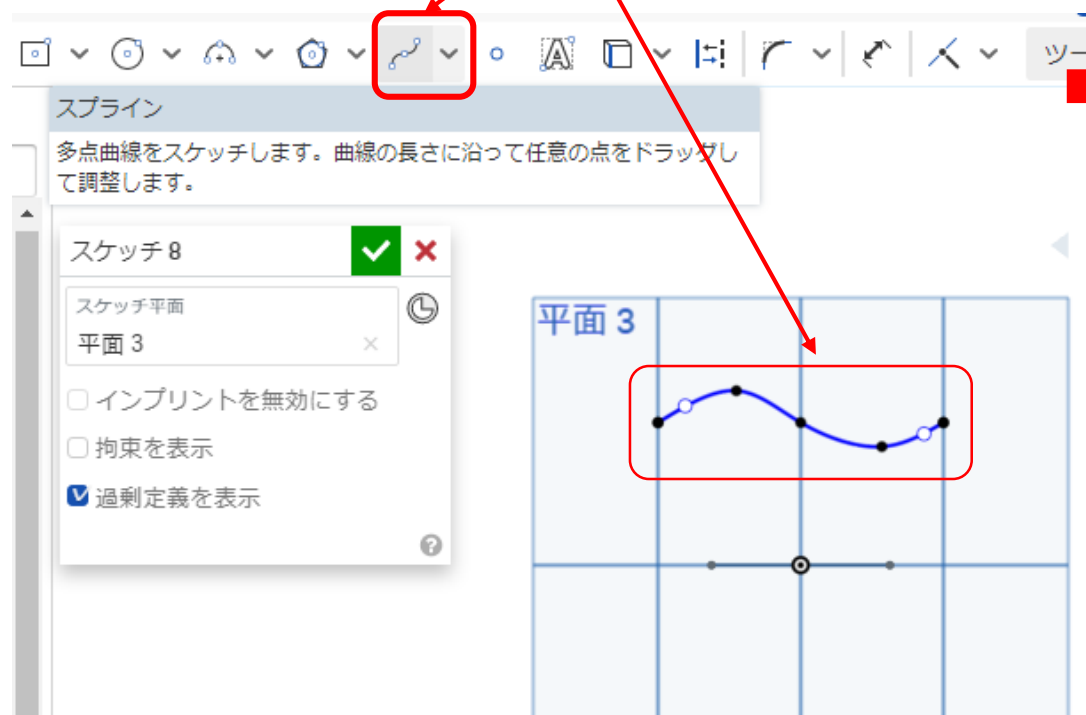 ツー
スプライン
多点曲線をスケッチします。曲線の長さに沿って任意の点をドラッグし
て調整します。
スケッチ 8
スケッチ平面
平面 3
インプリントを無効にする
拘束を表示
過剰定義を表示
平面 3